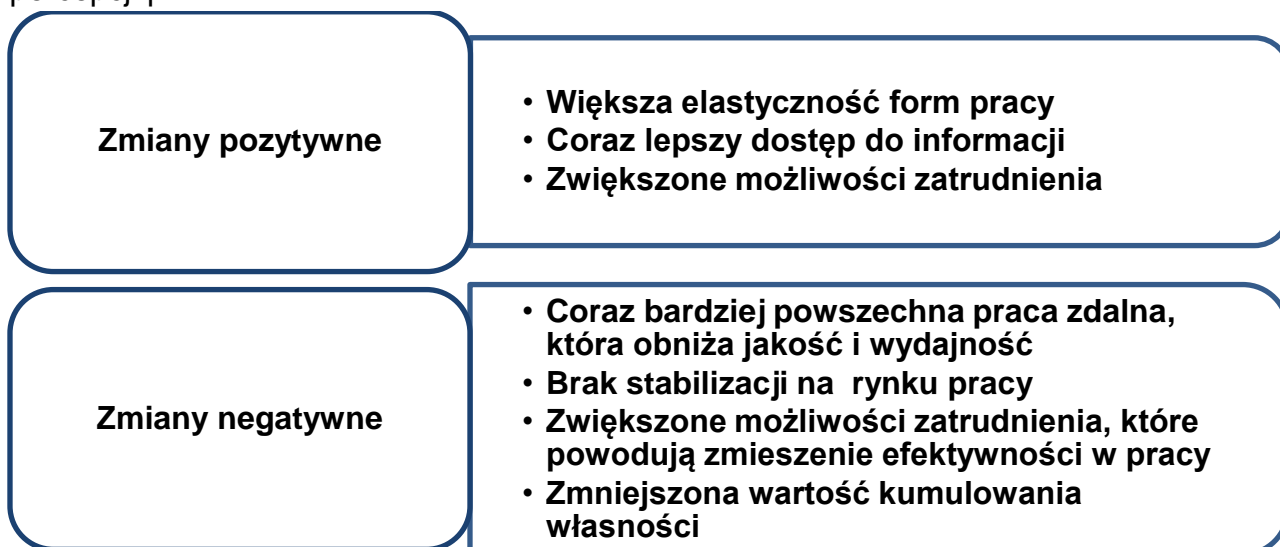 Zmiany pozytywne
• Większa elastyczność form pracy
• Coraz lepszy dostęp do informacji
• Zwiększone możliwości zatrudnienia
Zmiany negatywne
• Coraz bardziej powszechna praca zdalna,
która obniża jakość i wydajność
• Brak stabilizacji na rynku pracy
• Zwiększone możliwości zatrudnienia, które
powodują zmieszenie efektywności w pracy
• Zmniejszona wartość kumulowania
własności